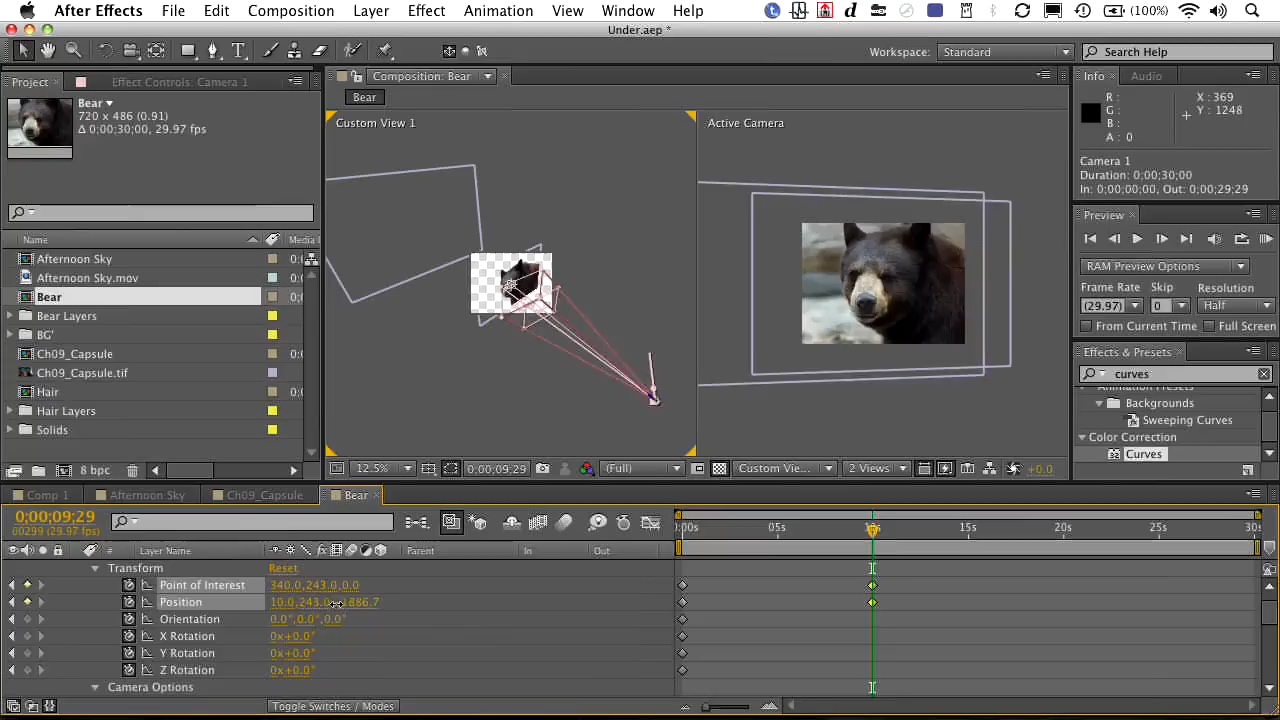 After Effects File Edit Composition Layer Effect Animation View Window Help (100%)
Under.aep *
Workspace: Standard Search Help
Project Effect Controls: Camera 1
Composition: Bear
Info Audio
Bear
Bear
720 x 486 (0.91)
Δ 0;00;30;00, 29.97 fps
R :
G :
B :
A : 0
X : 369
Y : 1248
Custom View 1
Active Camera
Camera 1
Duration: 0;00;30;00
In: 0;00;00;00, Out: 0;00;29;29
Preview
Name Media
Afternoon Sky
Afternoon Sky.mov
Bear
Bear Layers
BG'
Ch09_Capsule
Ch09_Capsule.tif
Hair
Hair Layers
Solids
RAM Preview Options
Frame Rate Skip Resolution
(29.97) 0 Half
From Current Time Full Screen
Effects & Presets
curves
Animation Presets
Backgrounds
Sweeping Curves
Color Correction
Curves
8 bpc
12.5% 0;00;09;29 (Full) Custom Vie... 2 Views +0.0
Comp 1 Afternoon Sky Ch09_Capsule Bear
0;00;09;29
00299 (29.97 fps)
05s 15s 20s 25s
# Layer Name Parent In Out
Transform Reset
Point of Interest 340.0,243.0,0.0
Position
Orientation 0.0°,0.0°,0.0°
X Rotation 0x+0.0°
Y Rotation 0x+0.0°
Z Rotation 0x+0.0°
Camera Options
Toggle Switches / Modes